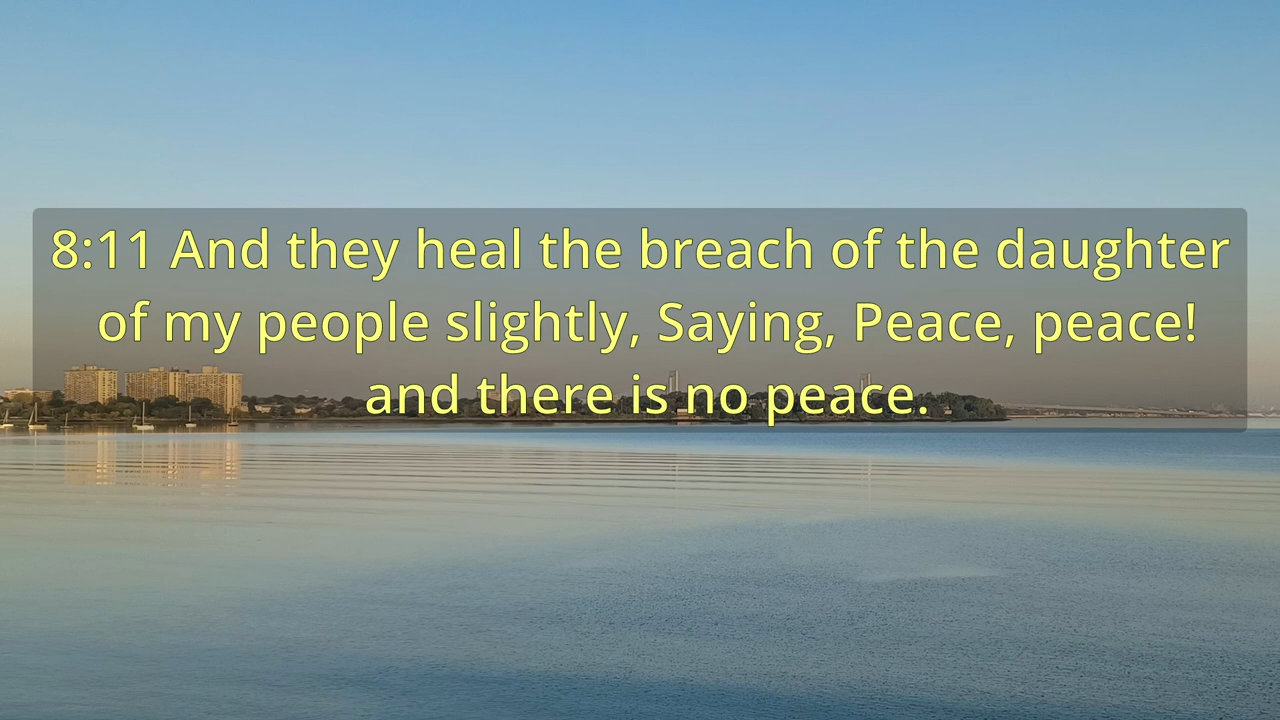 8:11 And they heal the breach of the daughter
of my people slightly, Saying, Peace, peace!
and there is no peace.